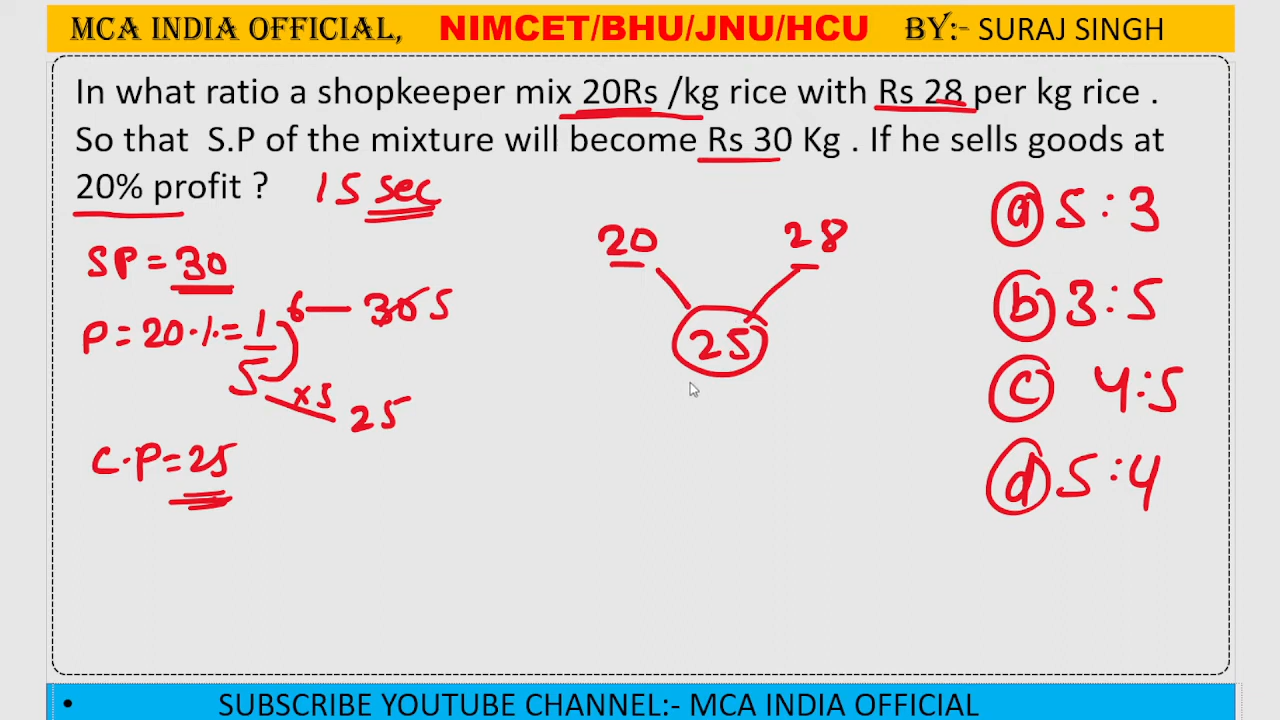 MCA INDIA OFFICIAL, NIMCET/BHU/JNU/HCU BY:- SURAJ SINGH
In what ratio a shopkeeper mix 20Rs /kg rice with Rs 28 per kg rice .
So that S.P of the mixture will become Rs 30 Kg . If he sells goods at
20% profit ? 15 sec
SP = 30
P = 20% = 1/5
6 — 30 5
×5 25
C.P = 25
20 28
25
a 5 : 3
b 3 : 5
c 4 : 5
d 5 : 4
• SUBSCRIBE YOUTUBE CHANNEL:- MCA INDIA OFFICIAL